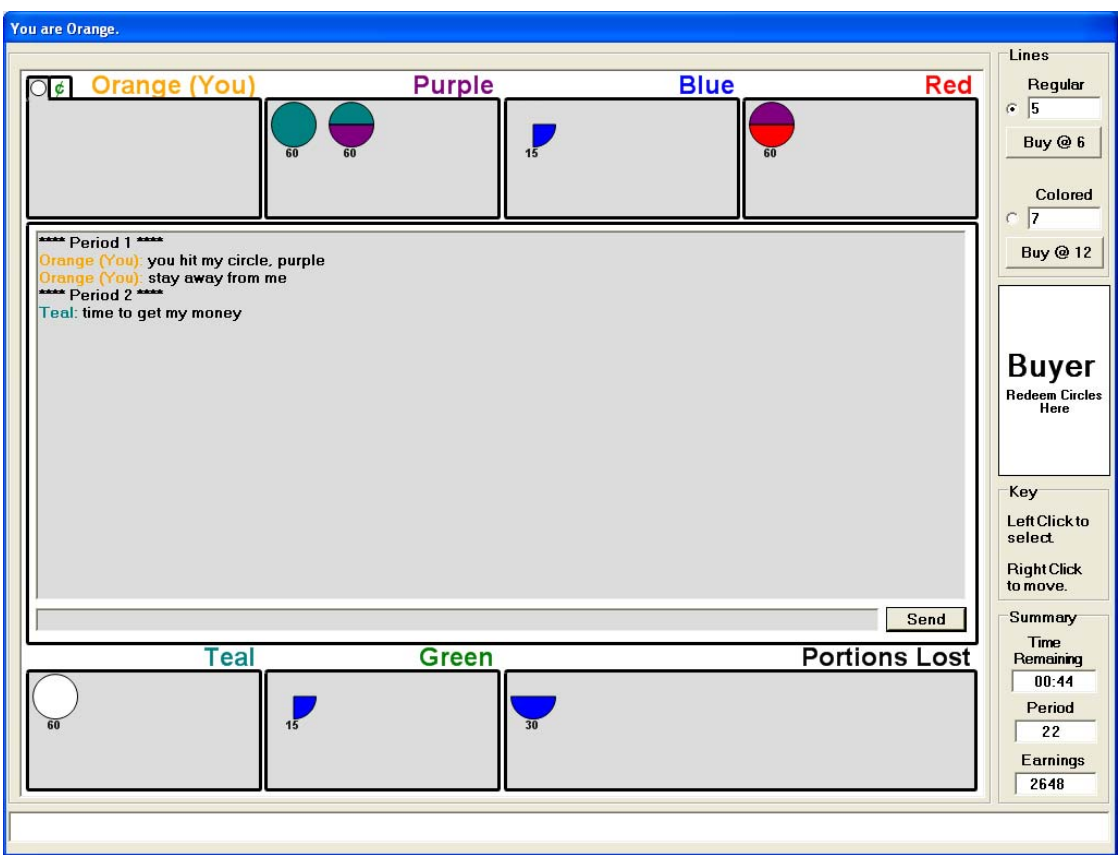 You are Orange.
¢ Orange (You) Purple Blue Red
60 60 15 60
**** Period 1 ****
Orange (You): you hit my circle, purple
Orange (You): stay away from me
**** Period 2 ****
Teal: time to get my money
Send
Teal Green Portions Lost
60 15 30
Lines
Regular
5
Buy @ 6
Colored
7
Buy @ 12
Buyer
Redeem Circles
Here
Key
Left Click to
select.
Right Click
to move.
Summary
Time
Remaining
00:44
Period
22
Earnings
2648